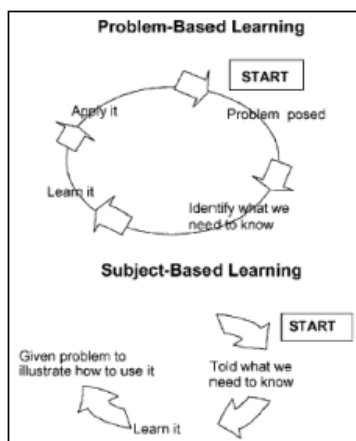 Problem-Based Learning
START
Apply it
Problem posed
Learn it
Identify what we
need to know
Subject-Based Learning
START
Given problem to
illustrate how to use it
Told what we
need to know
Learn it